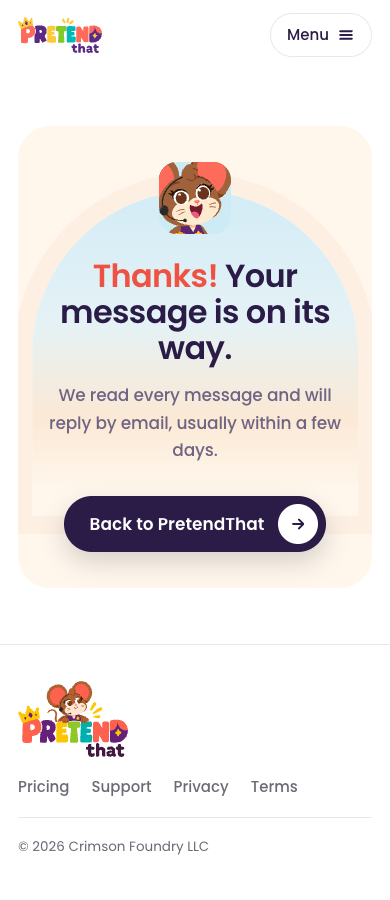 PRETEND
that
Menu
Thanks! Your
message is on its
way.
We read every message and will
reply by email, usually within a few
days.
Back to PretendThat
PRETEND
that
Pricing Support Privacy Terms
© 2026 Crimson Foundry LLC